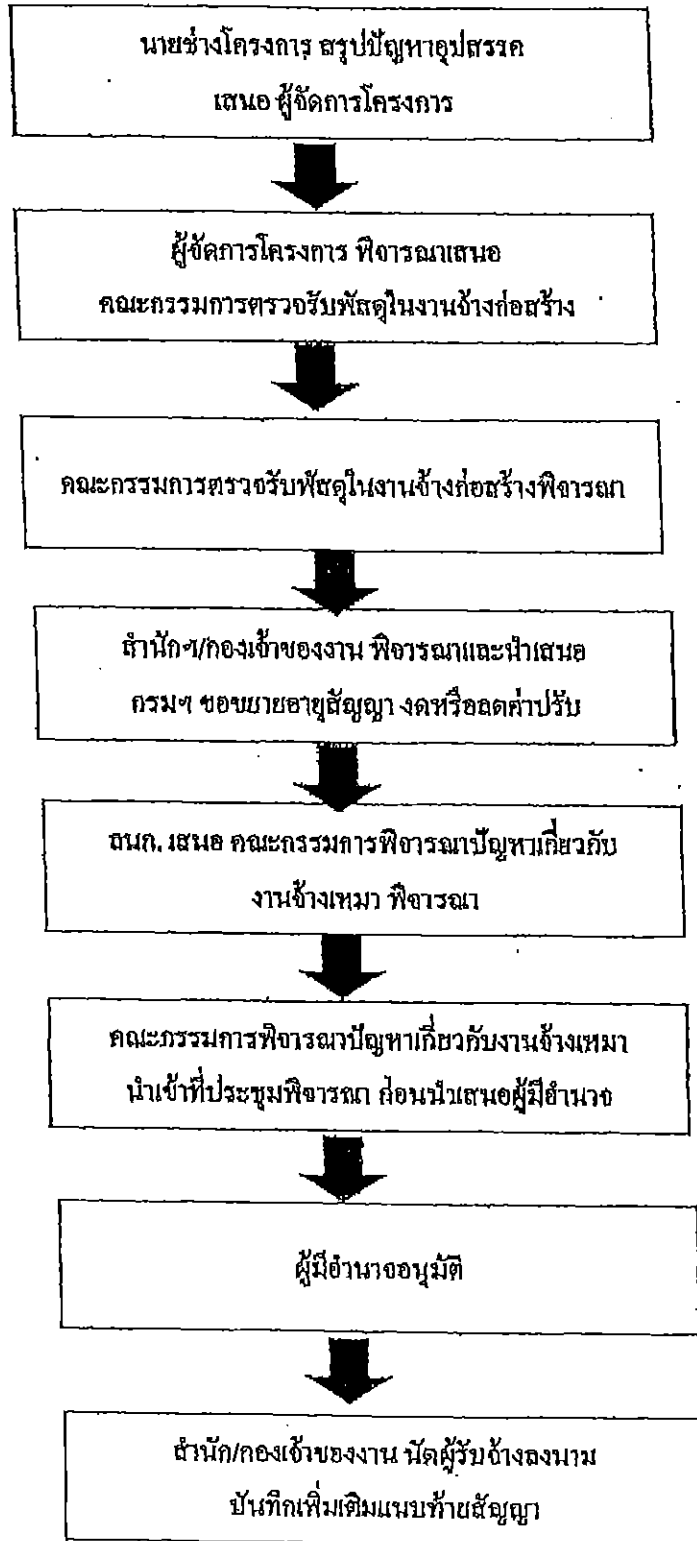 นายช่างโครงการ สรุปปัญหาอุปสรรค
เสนอ ผู้จัดการโครงการ
ผู้จัดการโครงการ พิจารณาเสนอ
คณะกรรมการตรวจรับพัสดุในงานจ้างก่อสร้าง
คณะกรรมการตรวจรับพัสดุในงานจ้างก่อสร้างพิจารณา
สำนักฯ/กองเจ้าของงาน พิจารณาและนำเสนอ
กรมฯ ขอขยายอายุสัญญา งดหรือลดค่าปรับ
สนก. เสนอ คณะกรรมการพิจารณาปัญหาเกี่ยวกับ
งานจ้างเหมา พิจารณา
คณะกรรมการพิจารณาปัญหาเกี่ยวกับงานจ้างเหมา
นำเข้าที่ประชุมพิจารณา ก่อนนำเสนอผู้มีอำนาจ
ผู้มีอำนาจอนุมัติ
สำนัก/กองเจ้าของงาน นัดผู้รับจ้างลงนาม
บันทึกเพิ่มเติมแนบท้ายสัญญา